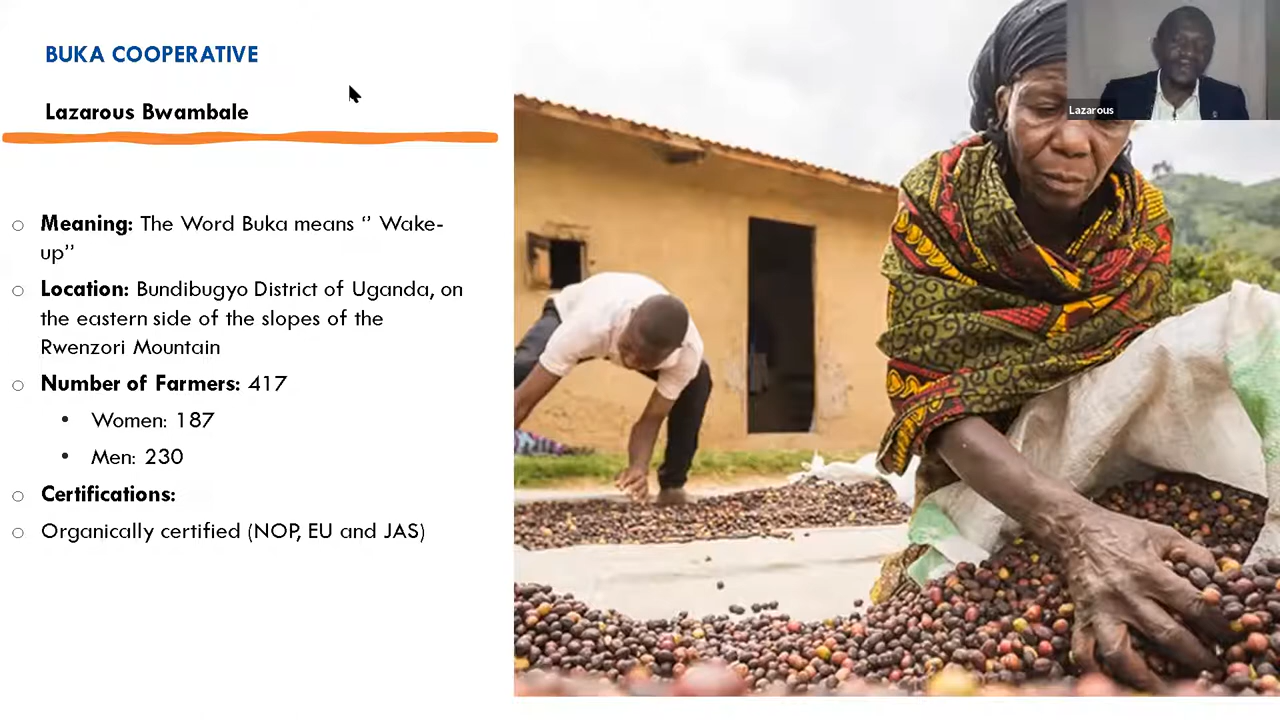 BUKA COOPERATIVE
Lazarous Bwambale
Lazarous
Meaning: The Word Buka means ‘’ Wake-
up’’
Location: Bundibugyo District of Uganda, on
the eastern side of the slopes of the
Rwenzori Mountain
Number of Farmers: 417
Women: 187
Men: 230
Certifications:
Organically certified (NOP, EU and JAS)